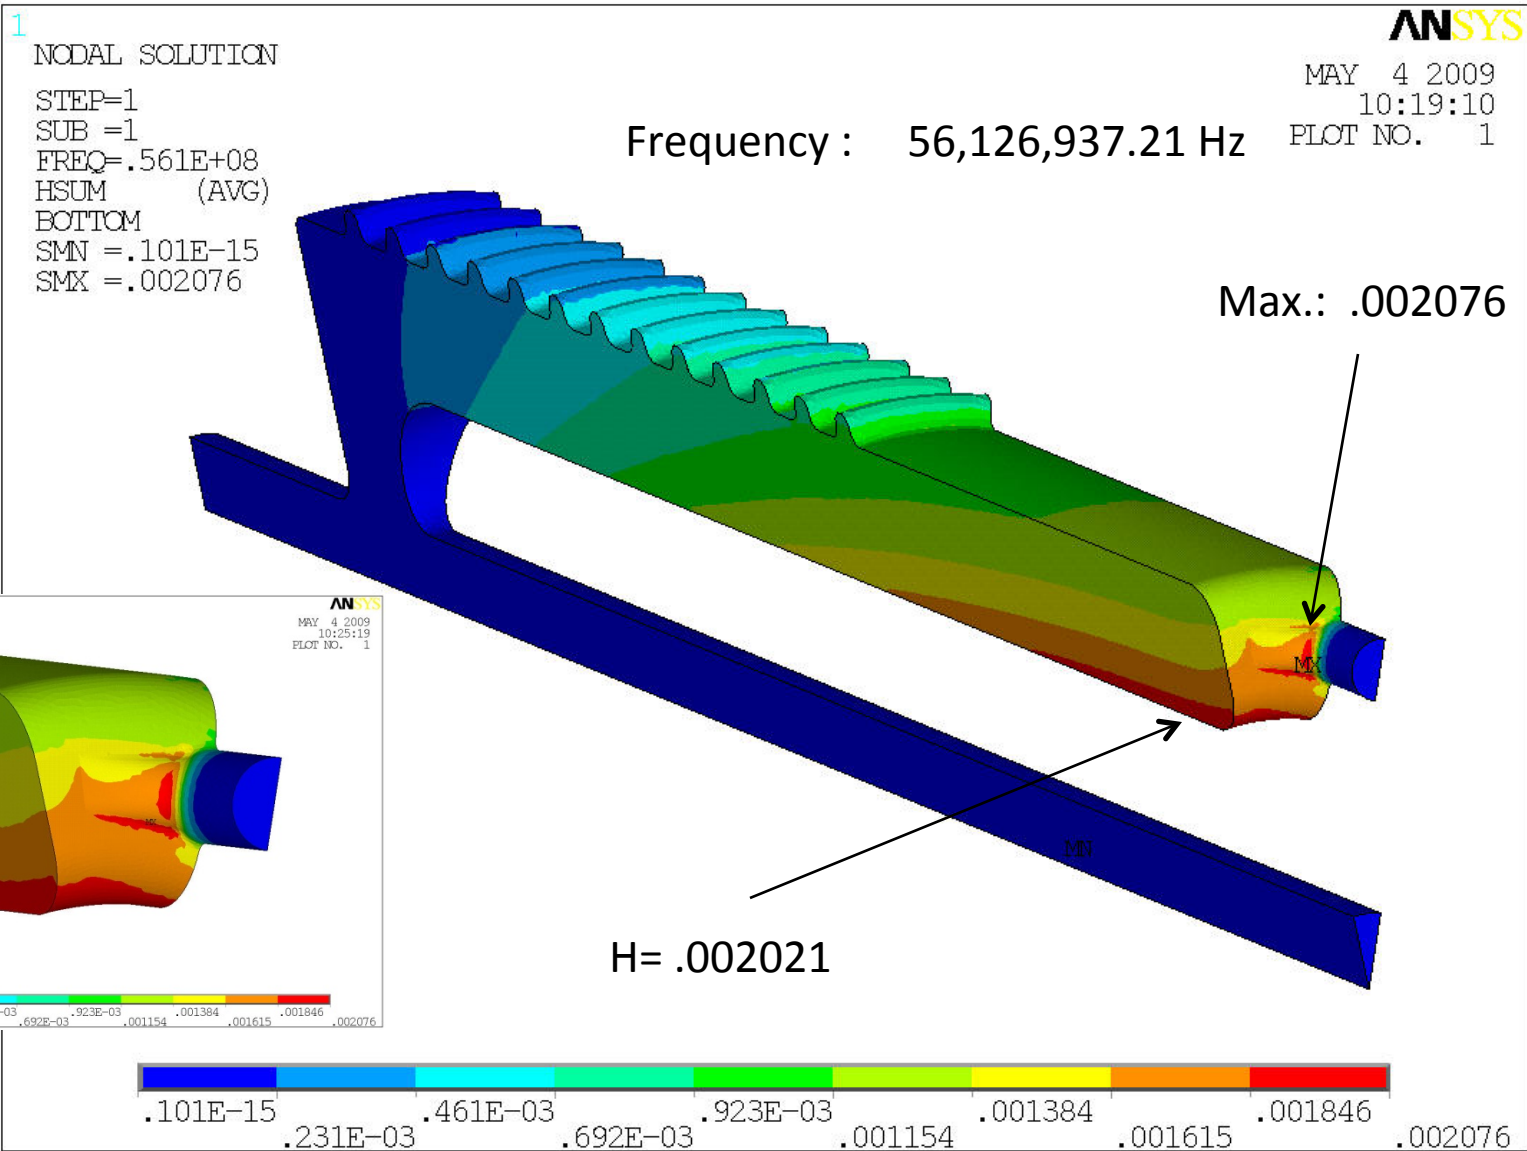 1
ANSYS
NODAL SOLUTION
STEP=1
SUB =1
FREQ=.561E+08
HSUM (AVG)
BOTTOM
SMN =.101E-15
SMX =.002076
MAY 4 2009
10:19:10
PLOT NO. 1
Frequency : 56,126,937.21 Hz
Max.: .002076
MX
MN
H= .002021
ANSYS
MAY 4 2009
10:25:19
PLOT NO. 1
MX
-03 .923E-03 .001384 .001846
.692E-03 .001154 .001615 .002076
.101E-15 .461E-03 .923E-03 .001384 .001846
.231E-03 .692E-03 .001154 .001615 .002076